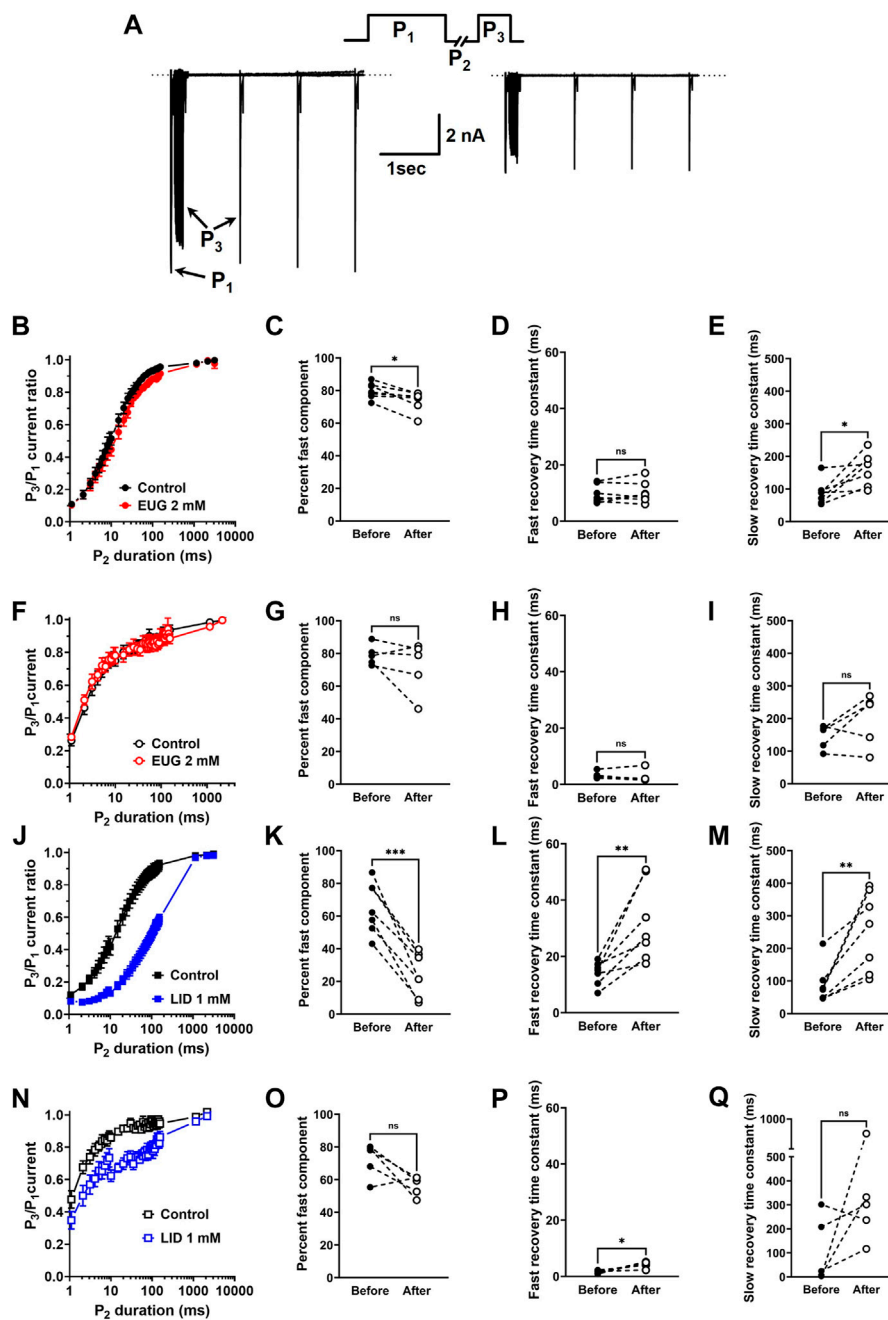 A
P1
P2
P3
2 nA
1sec
P3
P1
B
C
D
E
P3/P1 current ratio
1.0
0.8
0.6
0.4
0.2
0.0
1
10
100
1000
10000
P2 duration (ms)
Control
EUG 2 mM
Percent fast component
100
80
60
40
20
0
*
Before
After
Fast recovery time constant (ms)
60
40
20
0
ns
Before
After
Slow recovery time constant (ms)
500
400
300
200
100
0
*
Before
After
F
G
H
I
P3/P1current
1.0
0.8
0.6
0.4
0.2
0.0
1
10
100
1000
P2 duration (ms)
Control
EUG 2 mM
Percent fast component
100
80
60
40
20
0
ns
Before
After
Fast recovery time constant (ms)
60
40
20
0
ns
Before
After
Slow recovery time constant (ms)
500
400
300
200
100
0
ns
Before
After
J
K
L
M
P3/P1 current ratio
1.0
0.8
0.6
0.4
0.2
0.0
1
10
100
1000
10000
P2 duration (ms)
Control
LID 1 mM
Percent fast component
100
80
60
40
20
0
***
Before
After
Fast recovery time constant (ms)
60
40
20
0
**
Before
After
Slow recovery time constant (ms)
500
400
300
200
100
0
**
Before
After
N
O
P
Q
P3/P1current
1.0
0.8
0.6
0.4
0.2
0.0
1
10
100
1000
10000
P2 duration (ms)
Control
LID 1 mM
Percent fast component
100
80
60
40
20
0
ns
Before
After
Fast recovery time constant (ms)
60
40
20
0
*
Before
After
Slow recovery time constant (ms)
1000
500
400
300
200
100
0
ns
Before
After